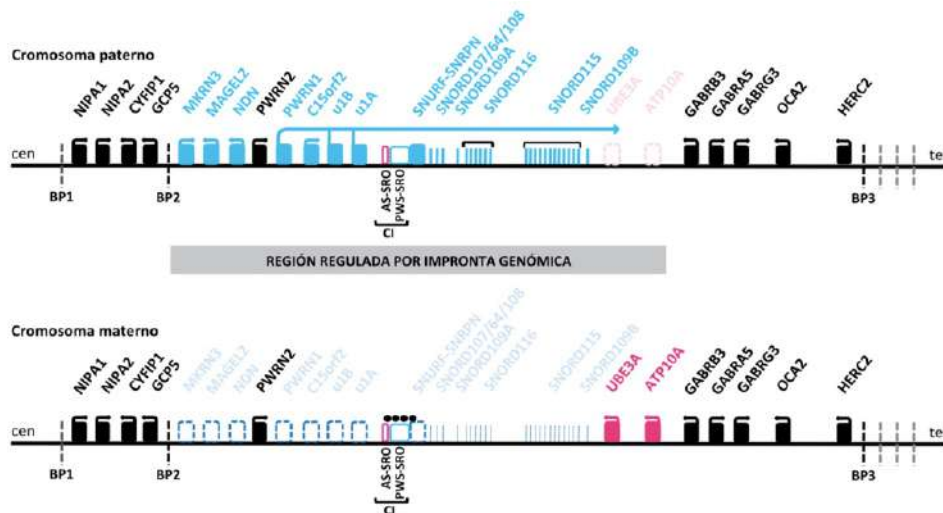 Cromosoma paterno
NIPA1
NIPA2
CYFIP1
GCP5
MKRN3
MAGEL2
NDN
PWRN2
PWRN1
C15orf2
u1B
u1A
SNURF-SNRPN
SNORD107/64/108
SNORD109A
SNORD116
SNORD115
SNORD109B
UBE3A
ATP10A
GABRB3
GABRA5
GABRG3
OCA2
HERC2
cen
te
BP1
BP2
AS-SRO
PWS-SRO
CI
BP3
REGIÓN REGULADA POR IMPRONTA GENÓMICA
Cromosoma materno
NIPA1
NIPA2
CYFIP1
GCP5
MKRN3
MAGEL2
NDN
PWRN2
PWRN1
C15orf2
u1B
u1A
SNURF-SNRPN
SNORD107/64/108
SNORD109A
SNORD116
SNORD115
SNORD109B
UBE3A
ATP10A
GABRB3
GABRA5
GABRG3
OCA2
HERC2
cen
te
BP1
BP2
AS-SRO
PWS-SRO
CI
BP3